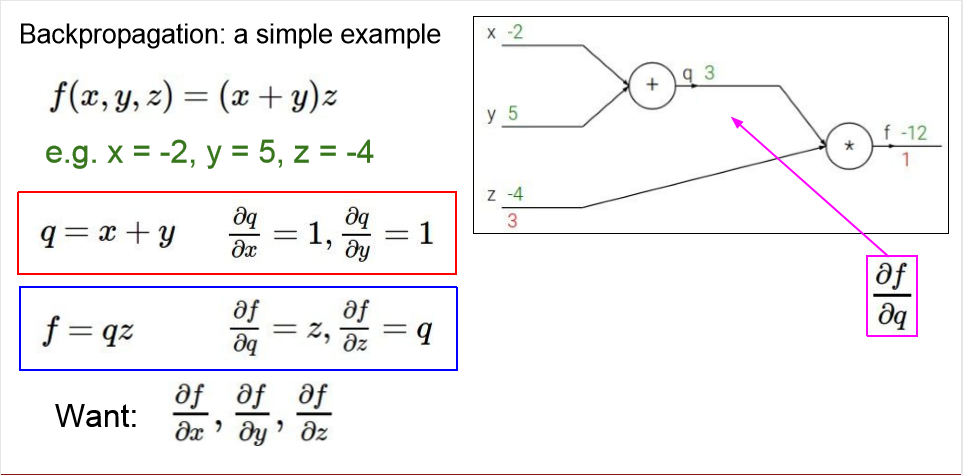 Backpropagation: a simple example
f(x, y, z) = (x + y)z
e.g. x = -2, y = 5, z = -4
q = x + y  ∂q/∂x = 1, ∂q/∂y = 1
f = qz  ∂f/∂q = z, ∂f/∂z = q
Want: ∂f/∂x, ∂f/∂y, ∂f/∂z
x -2
+
q 3
y 5
f -12
*
1
z -4
3
∂f/∂q